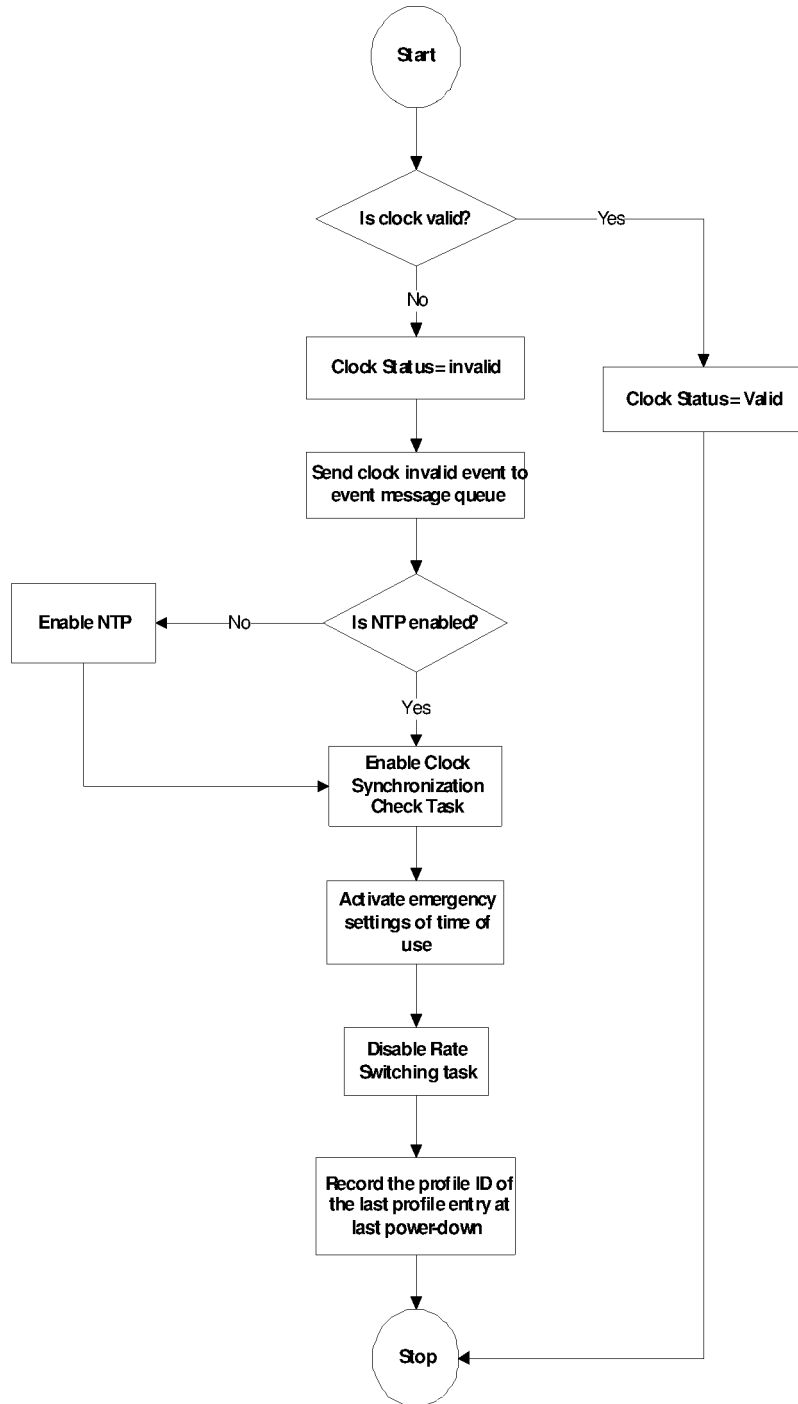 Start
Is clock valid?
Yes
No
Clock Status= invalid
Clock Status= Valid
Send clock invalid event to
event message queue
Enable NTP
No
Is NTP enabled?
Yes
Enable Clock
Synchronization
Check Task
Activate emergency
settings of time of
use
Disable Rate
Switching task
Record the profile ID of
the last profile entry at
last power-down
Stop